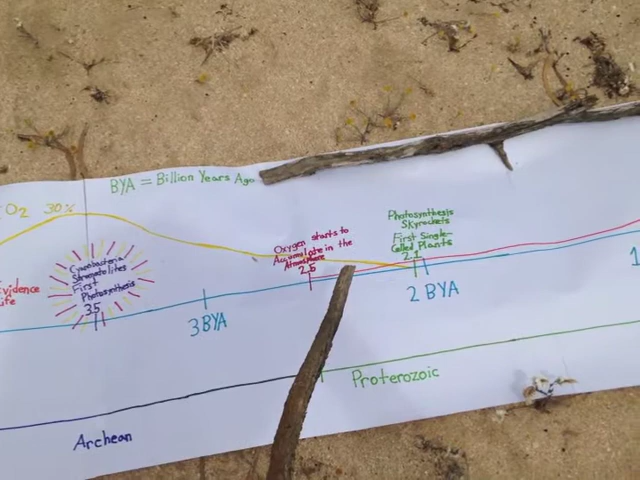 BYA = Billion Years Ago
O2 30%
Photosynthesis
Skyrockets
First Single-
Celled Plants
2.1
Oxygen starts to
Accumulate in the
Atmosphere
2.5
Evidence
Life
Cyanobacteria
Stromatolites
First
Photosynthesis
3.5
3 BYA
2 BYA
1
Proterozoic
Archean